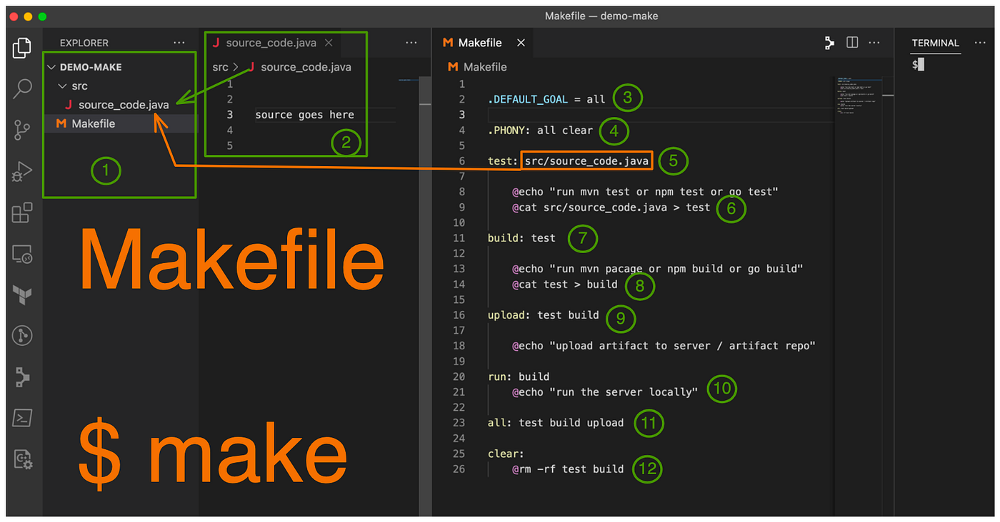 Makefile — demo-make
EXPLORER
DEMO-MAKE
src
J source_code.java
M Makefile
1
J source_code.java
src > J source_code.java
1
2
3 source goes here
4
5
2
Makefile
$ make
M Makefile
M Makefile
1
2 .DEFAULT_GOAL = all 3
3
4 .PHONY: all clear 4
5
6 test: src/source_code.java 5
7
8 @echo "run mvn test or npm test or go test"
9 @cat src/source_code.java > test 6
10
11 build: test 7
12
13 @echo "run mvn pacage or npm build or go build"
14 @cat test > build 8
15
16 upload: test build 9
17
18 @echo "upload artifact to server / artifact repo"
19
20 run: build
21 @echo "run the server locally" 10
22
23 all: test build upload 11
24
25 clear:
26 @rm -rf test build 12
TERMINAL
$